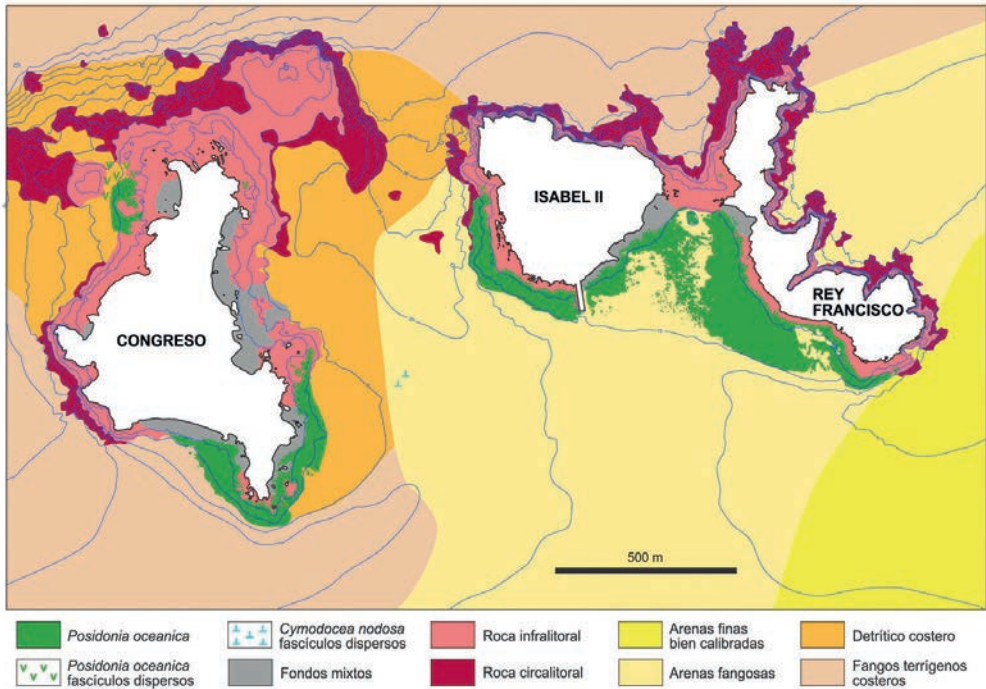 CONGRESO
ISABEL II
REY
FRANCISCO
500 m
Posidonia oceanica
Posidonia oceanica
fascículos dispersos
Cymodocea nodosa
fascículos dispersos
Fondos mixtos
Roca infralitoral
Roca circalitoral
Arenas finas
bien calibradas
Arenas fangosas
Detrítico costero
Fangos terrígenos
costeros